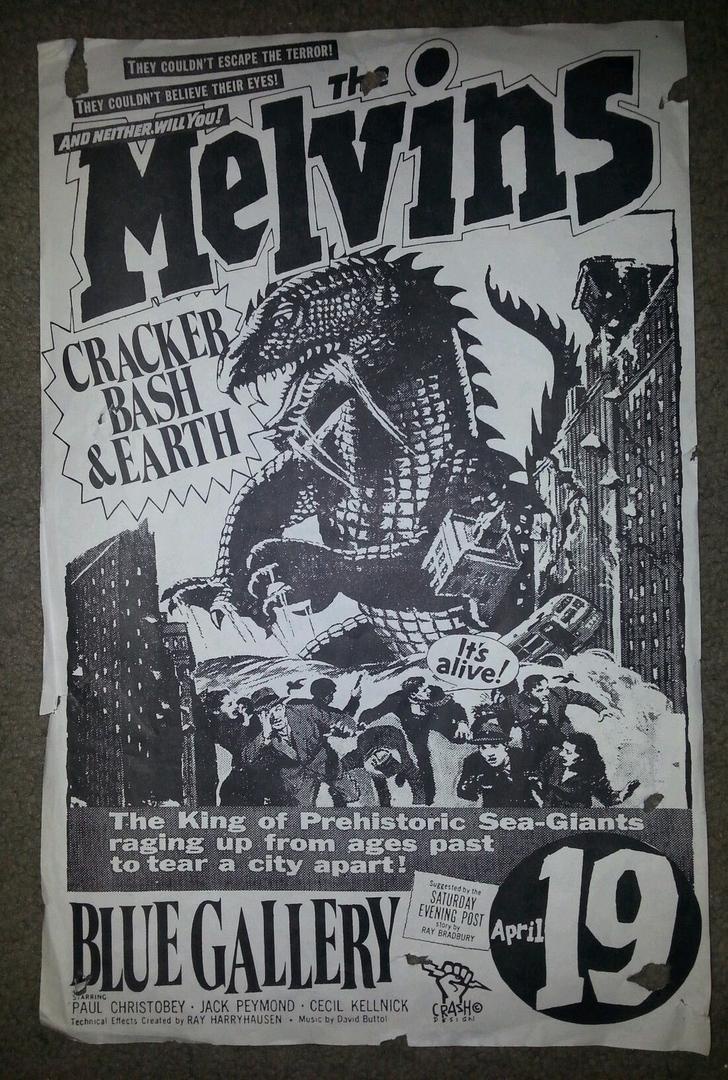 THEY COULDN'T ESCAPE THE TERROR!
THEY COULDN'T BELIEVE THEIR EYES!
AND NEITHER WILL YOU!
THE
Melvins
CRACKER
BASH
& EARTH
It's
alive!
The King of Prehistoric Sea-Giants
raging up from ages past
to tear a city apart!
BLUE GALLERY
Suggested by the
SATURDAY
EVENING POST
story by
RAY BRADBURY
April 19
STARRING
PAUL CHRISTOBEY · JACK PEYMOND · CECIL KELLNICK
Technical Effects Created by RAY HARRYHAUSEN • Music by David Buttol
CRASH©
DESIGN